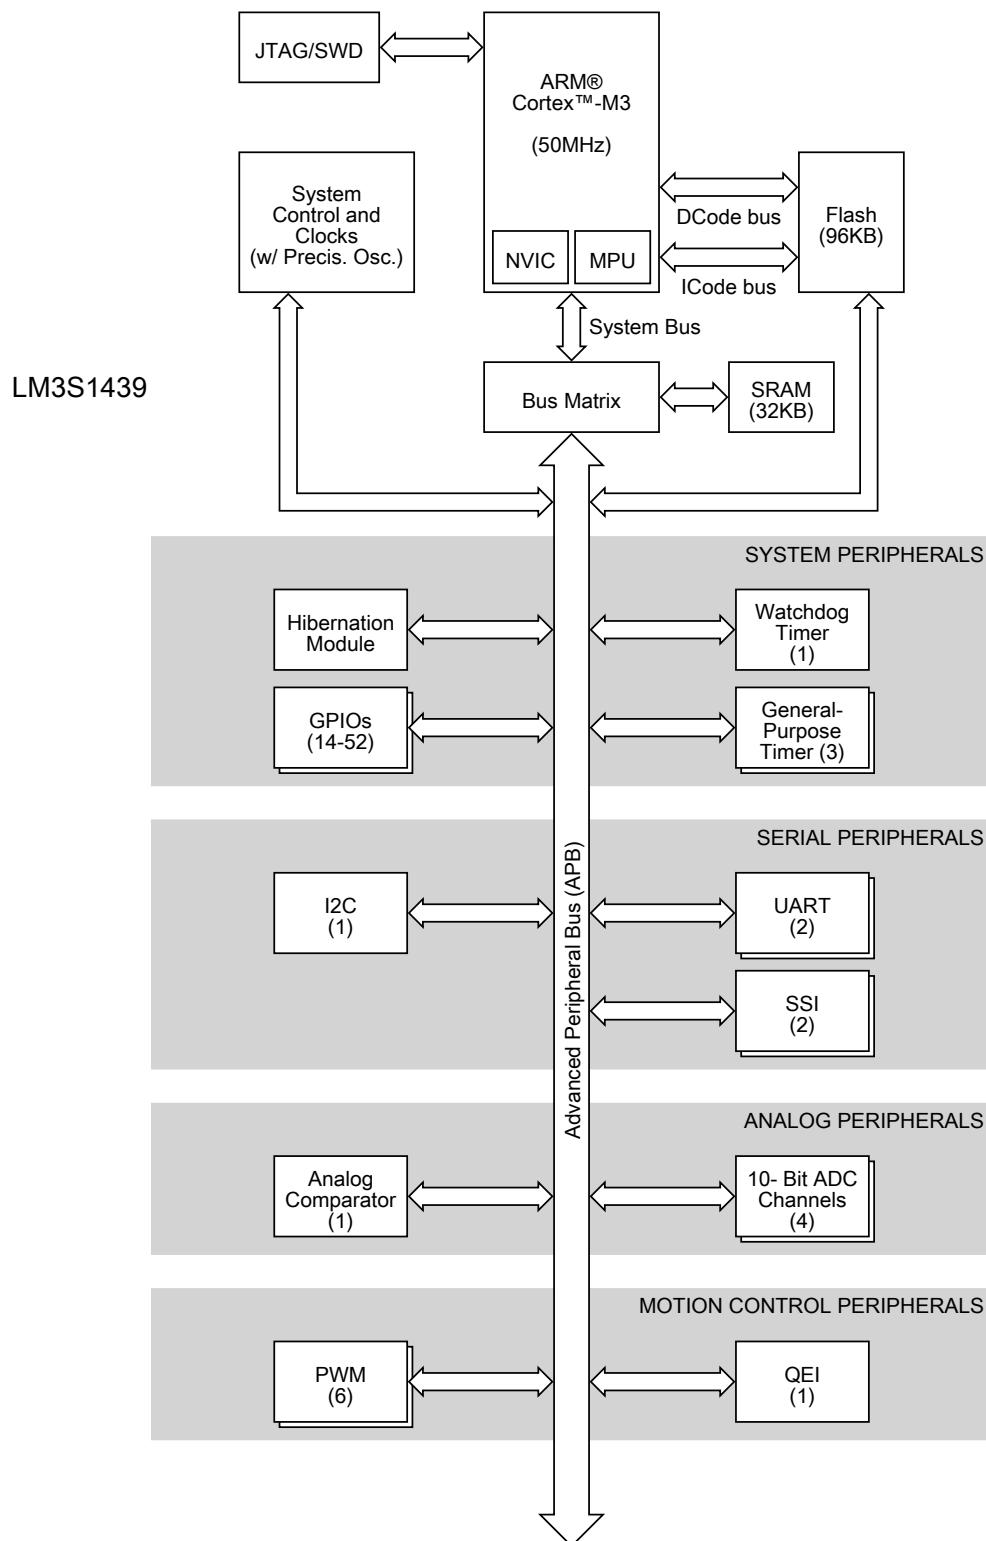 JTAG/SWD
ARM®
Cortex™-M3
(50MHz)
NVIC
MPU
System
Control and
Clocks
(w/ Precis. Osc.)
DCode bus
ICode bus
Flash
(96KB)
System Bus
LM3S1439
Bus Matrix
SRAM
(32KB)
SYSTEM PERIPHERALS
Hibernation
Module
Watchdog
Timer
(1)
GPIOs
(14-52)
General-
Purpose
Timer (3)
Advanced Peripheral Bus (APB)
SERIAL PERIPHERALS
I2C
(1)
UART
(2)
SSI
(2)
ANALOG PERIPHERALS
Analog
Comparator
(1)
10- Bit ADC
Channels
(4)
MOTION CONTROL PERIPHERALS
PWM
(6)
QEI
(1)